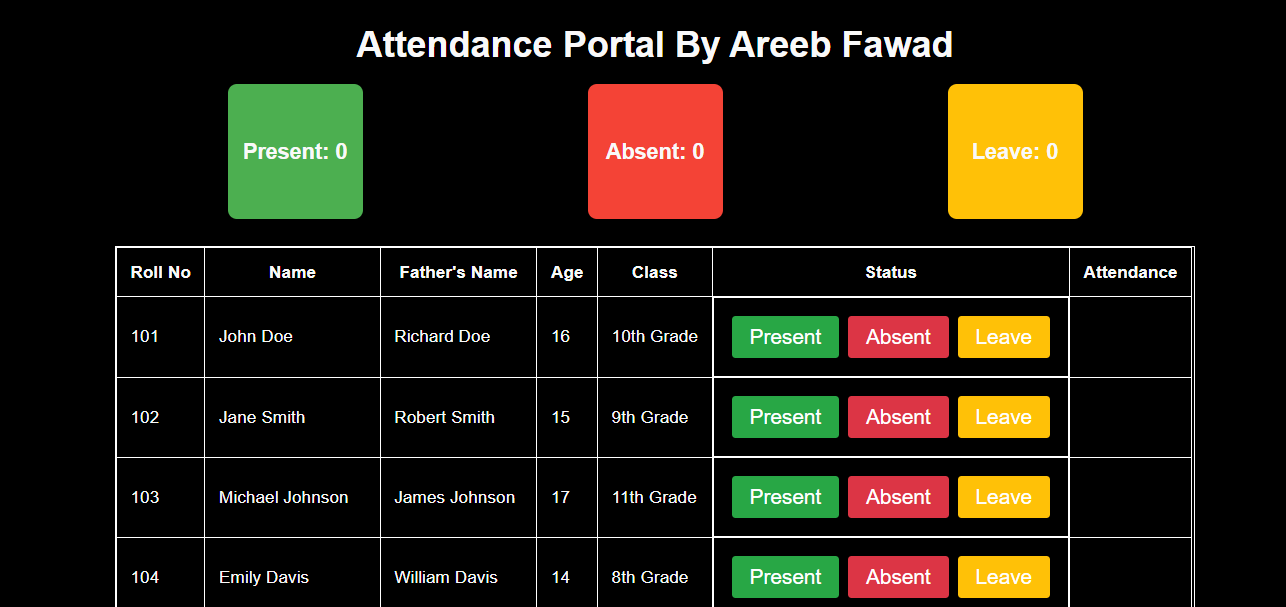 Attendance Portal By Areeb Fawad
Present: 0 Absent: 0 Leave: 0
Roll No Name Father's Name Age Class Status Attendance
101 John Doe Richard Doe 16 10th Grade Present Absent Leave
102 Jane Smith Robert Smith 15 9th Grade Present Absent Leave
103 Michael Johnson James Johnson 17 11th Grade Present Absent Leave
104 Emily Davis William Davis 14 8th Grade Present Absent Leave